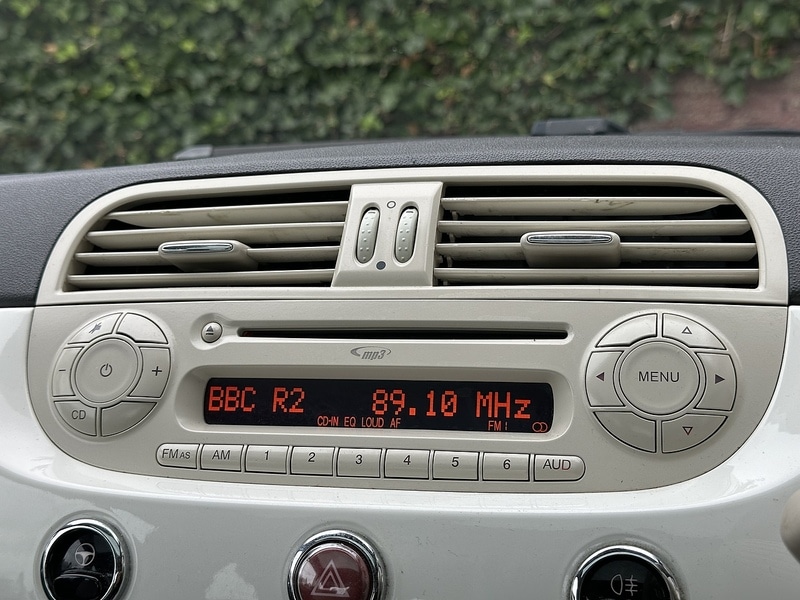 mp3
− + CD
MENU
BBC R2 89.10 MHz
CD-IN EQ LOUD AF FM1
FM AS AM 1 2 3 4 5 6 AUD